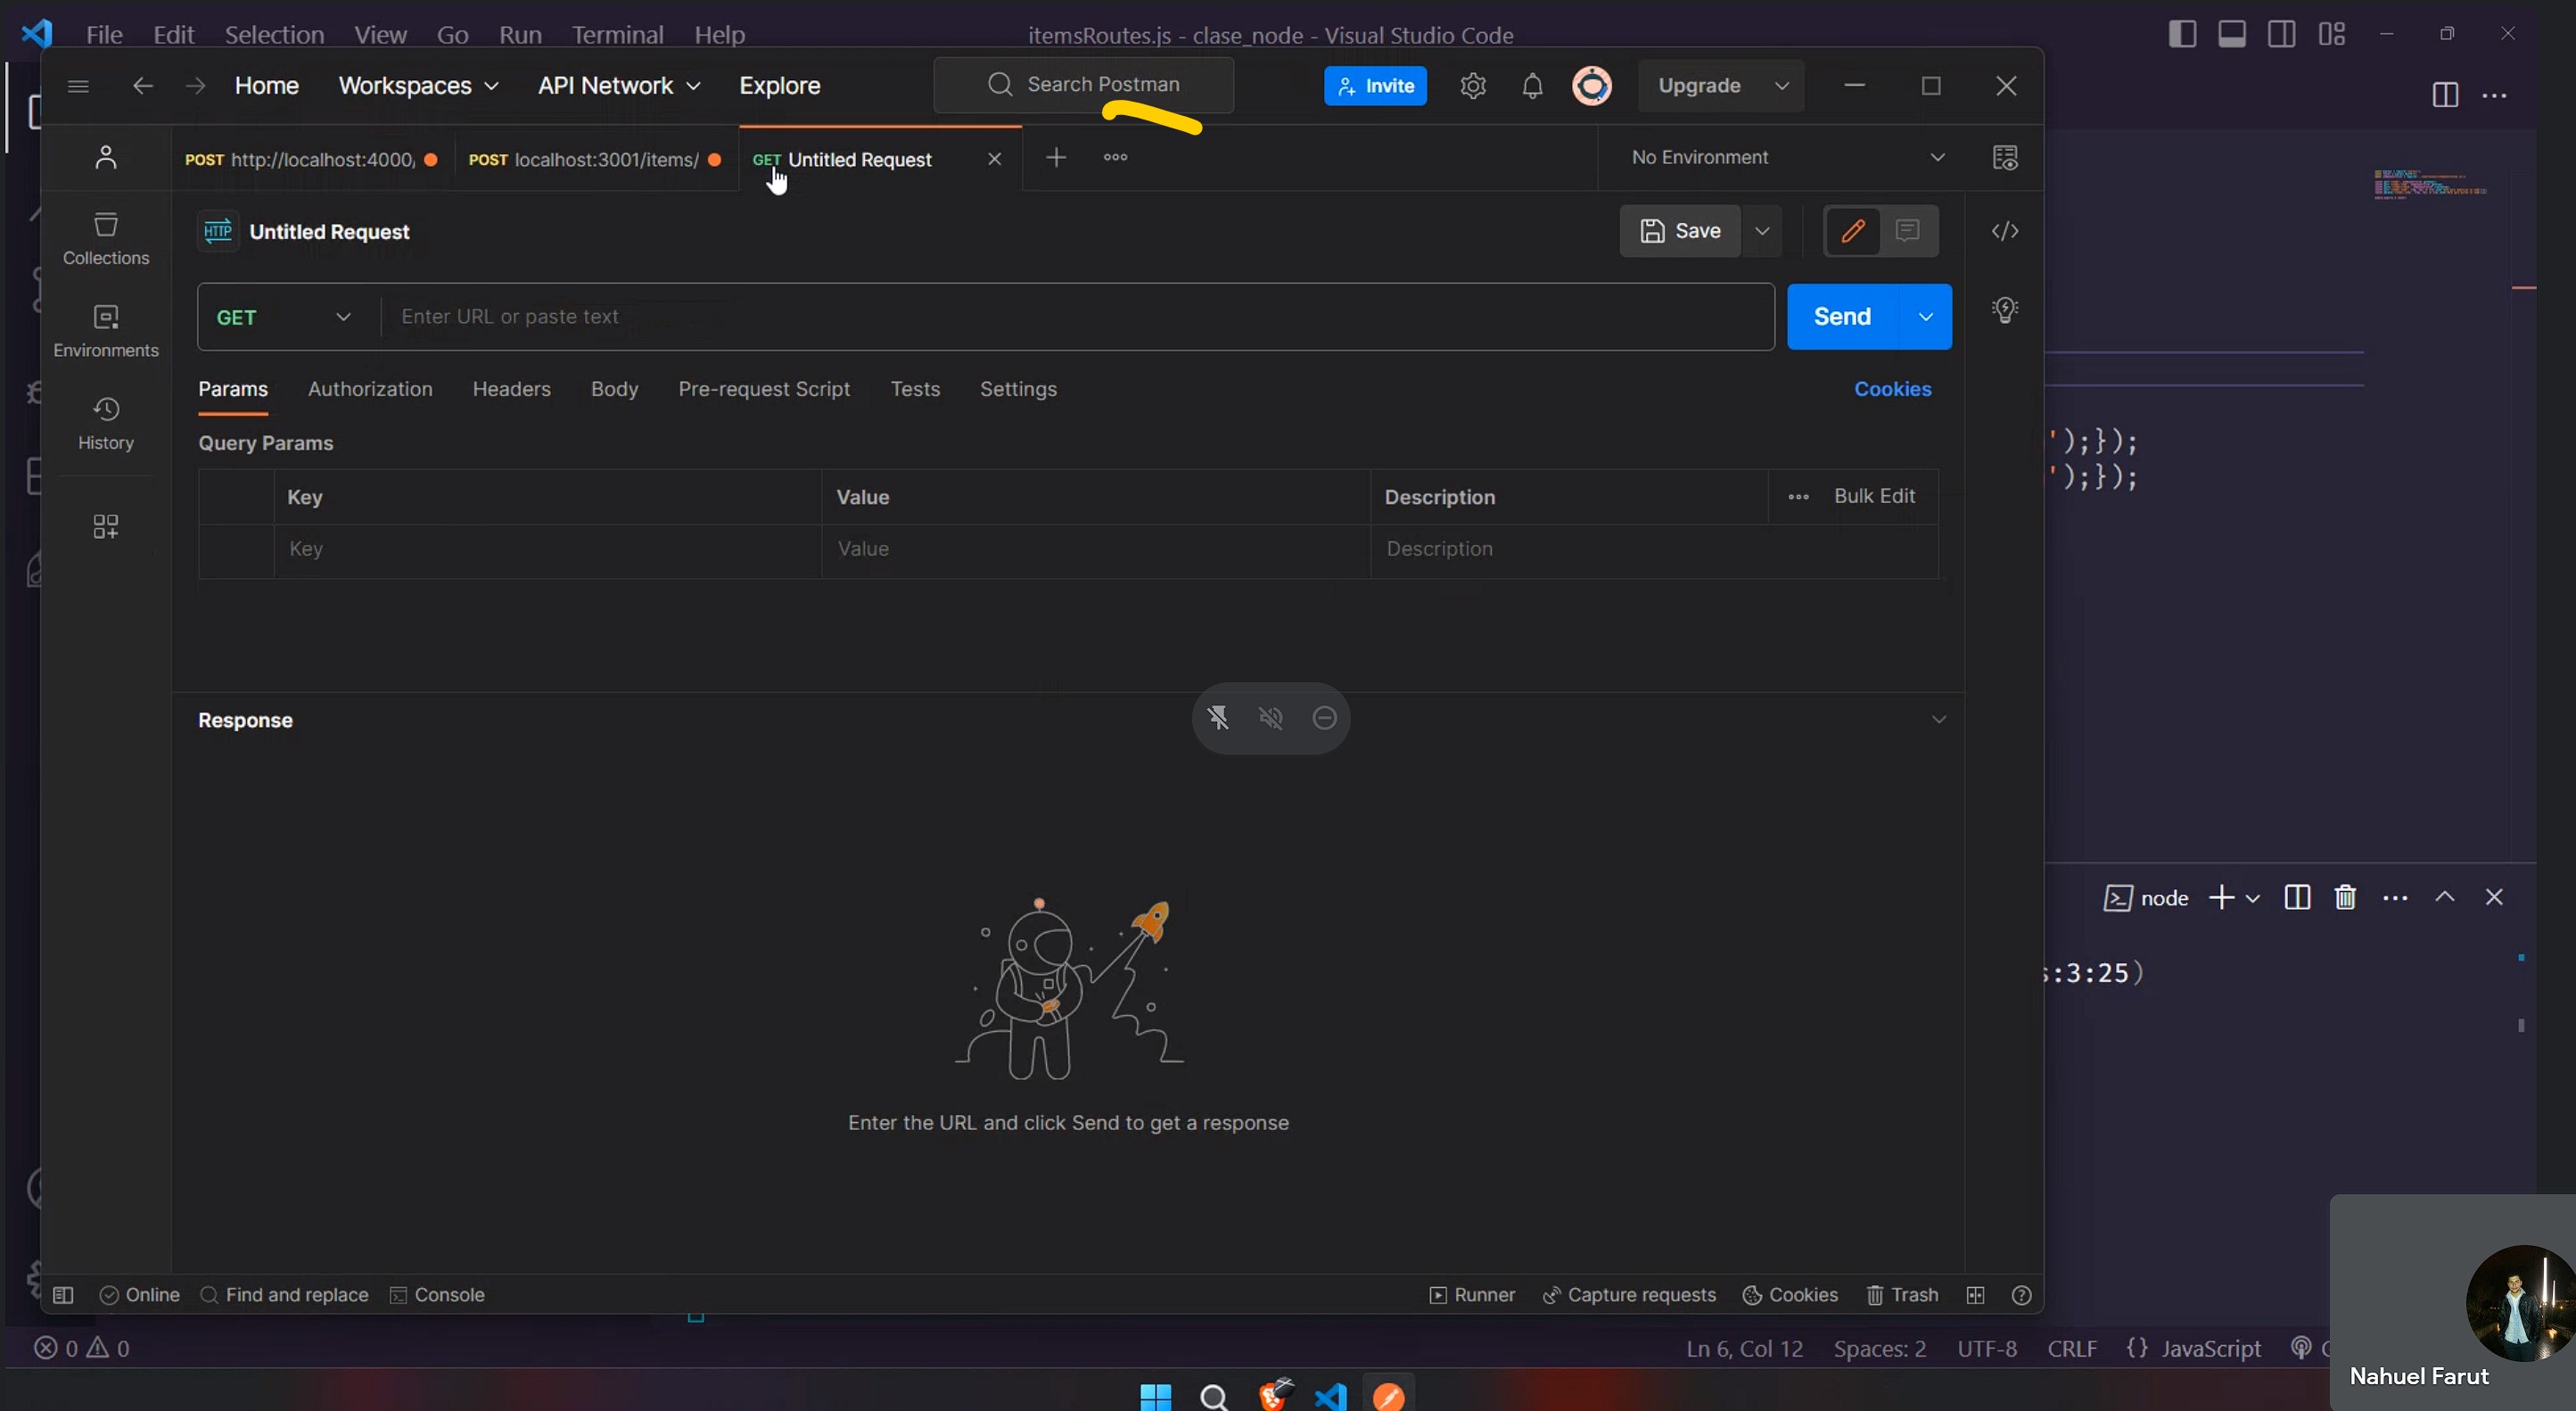 File Edit Selection View Go Run Terminal Help itemsRoutes.js - clase_node - Visual Studio Code
Home Workspaces API Network Explore Search Postman Invite Upgrade
POST http://localhost:4000/ POST localhost:3001/items/ GET Untitled Request No Environment
HTTP Untitled Request Save
Collections
GET Enter URL or paste text Send
Environments
Params Authorization Headers Body Pre-request Script Tests Settings Cookies
History
Query Params
');});
Key Value Description Bulk Edit
');});
Key Value Description
Response
node
:3:25)
Enter the URL and click Send to get a response
Online Find and replace Console Runner Capture requests Cookies Trash
0 0 Ln 6, Col 12 Spaces: 2 UTF-8 CRLF {} JavaScript
Nahuel Farut